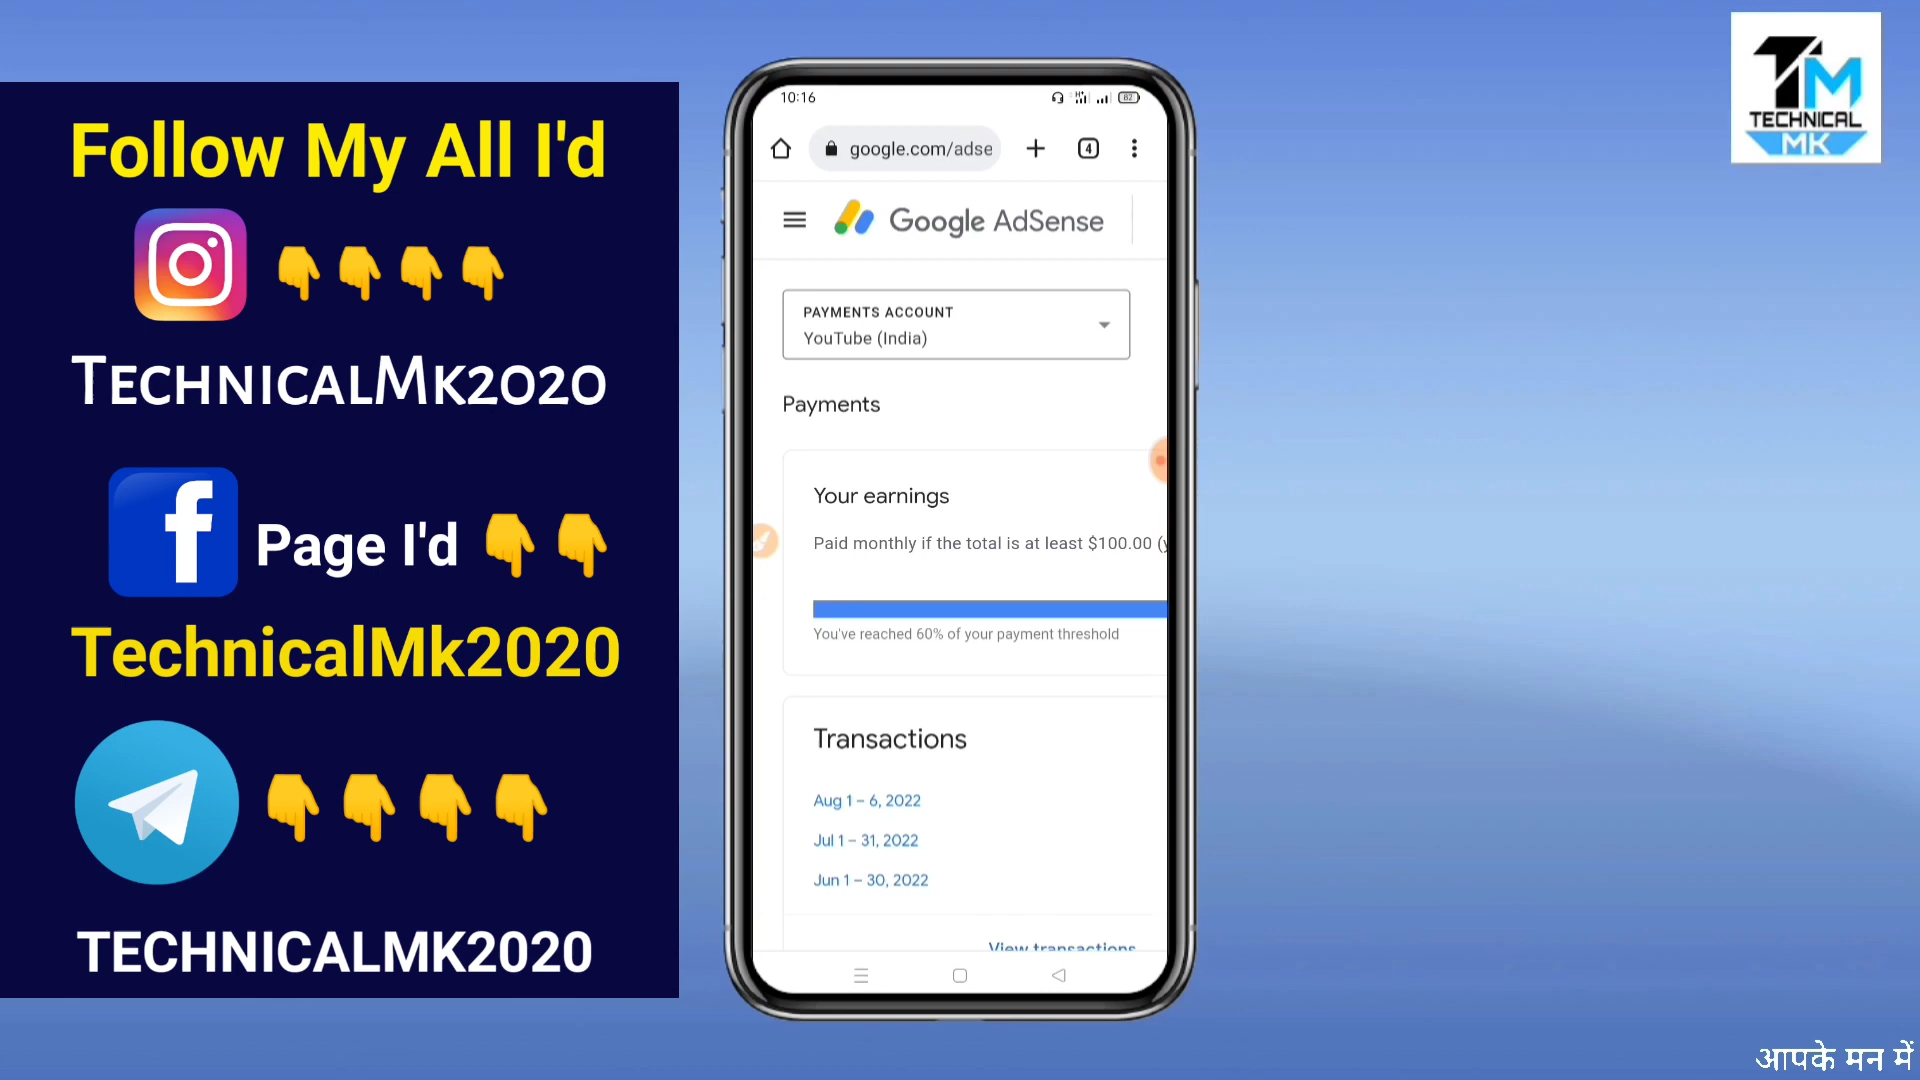 Follow My All I'd
TechnicalMk2020
Page I'd
TechnicalMk2020
TECHNICALMK2020
10:16
62
google.com/adse
4
Google AdSense
PAYMENTS ACCOUNT
YouTube (India)
Payments
Your earnings
Paid monthly if the total is at least $100.00 (y
You've reached 60% of your payment threshold
Transactions
Aug 1 – 6, 2022
Jul 1 – 31, 2022
Jun 1 – 30, 2022
View transactions
TM
TECHNICAL
MK
आपके मन में